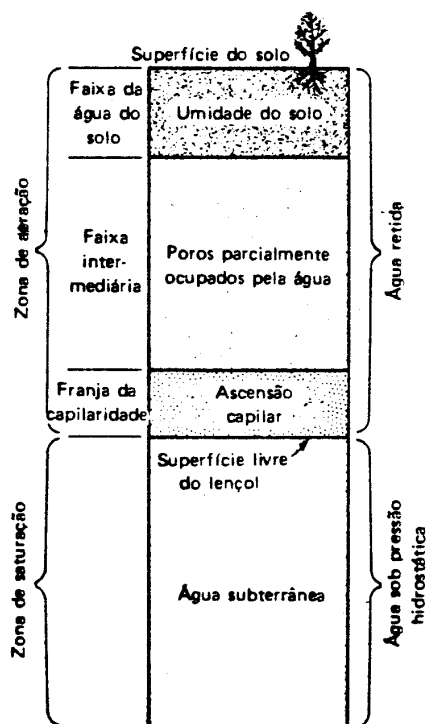 Superfície do solo
Faixa da
água do
solo
Umidade do solo
Zona de aeração
Faixa
inter-
mediária
Poros parcialmente
ocupados pela água
Água retida
Franja da
capilaridade
Ascensão
capilar
Superfície livre
do lençol
Zona de saturação
Água subterrânea
Água sob pressão
hidrostática